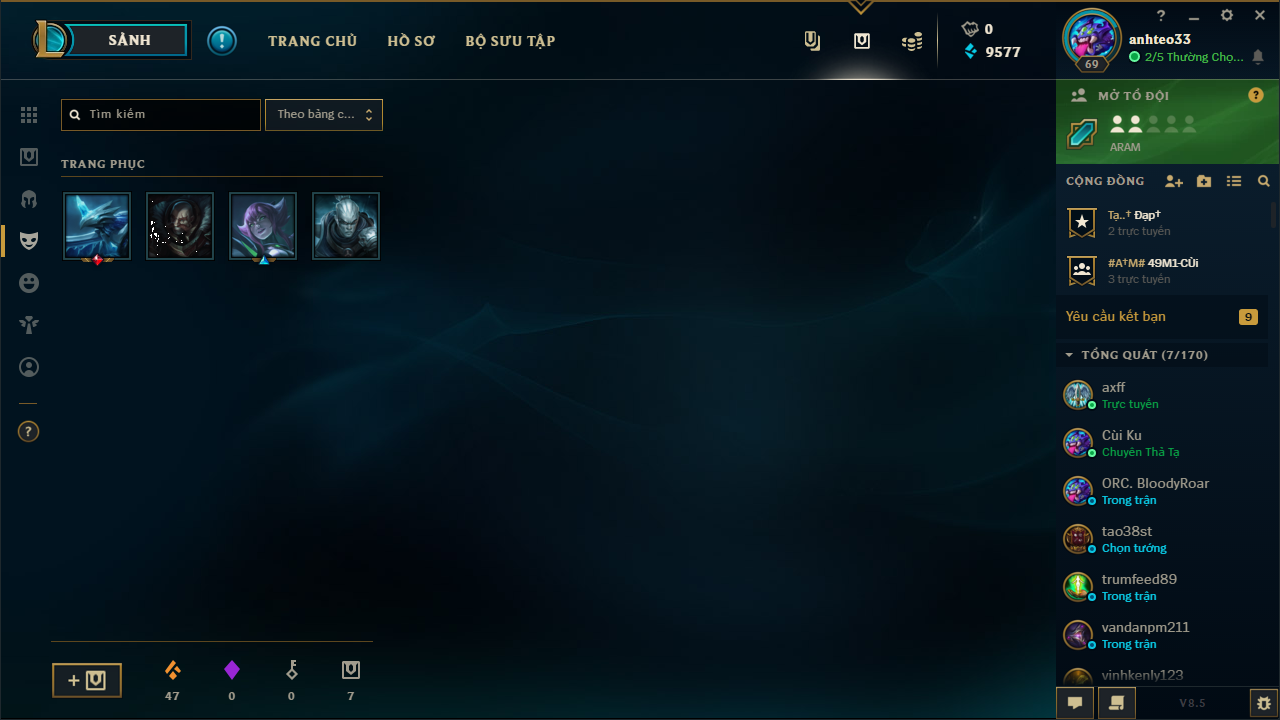 SẢNH
TRANG CHỦ
HỒ SƠ
BỘ SƯU TẬP
0
9577
anhteo33
2/5 Thường Chọ...
69
Tìm kiếm
Theo bảng c...
TRANG PHỤC
47
0
0
7
MỞ TỔ ĐỘI
ARAM
CỘNG ĐỒNG
Tạ..† Đạp†
2 trực tuyến
#A†M# 49M1-CÙi
3 trực tuyến
Yêu cầu kết bạn
9
TỔNG QUÁT (7/170)
axff
Trực tuyến
Cùi Ku
Chuyên Thả Tạ
ORC. BloodyRoar
Trong trận
tao38st
Chọn tướng
trumfeed89
Trong trận
vandanpm211
Trong trận
vinhkenly123
V8.5